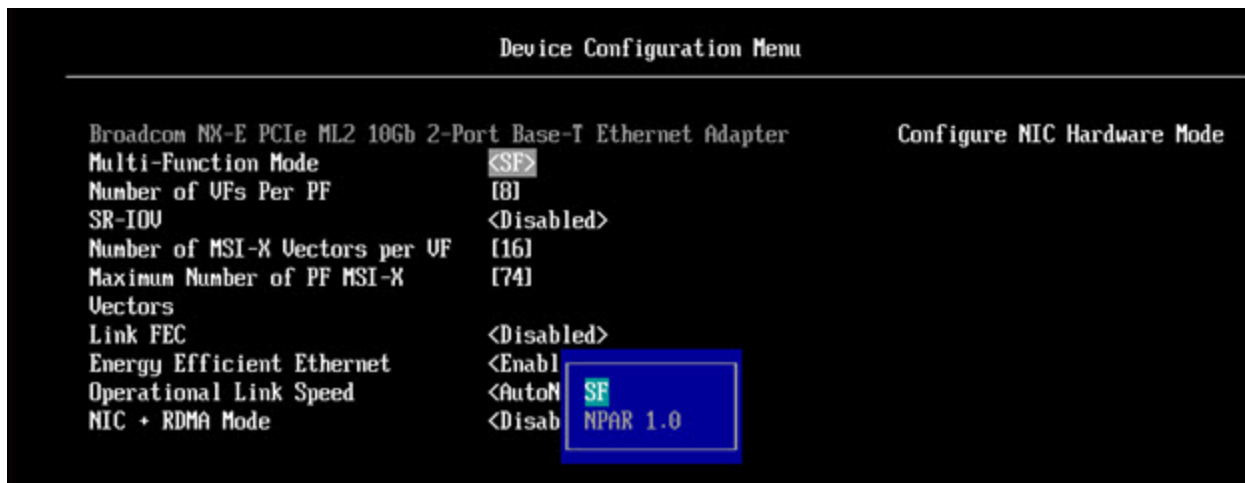 Device Configuration Menu
Broadcom NX-E PCIe ML2 10Gb 2-Port Base-T Ethernet Adapter Configure NIC Hardware Mode
Multi-Function Mode <SF>
Number of VFs Per PF [8]
SR-IOV <Disabled>
Number of MSI-X Vectors per VF [16]
Maximum Number of PF MSI-X [74]
Vectors
Link FEC <Disabled>
Energy Efficient Ethernet <Enabl
Operational Link Speed <AutoN SF
NIC + RDMA Mode <Disab NPAR 1.0